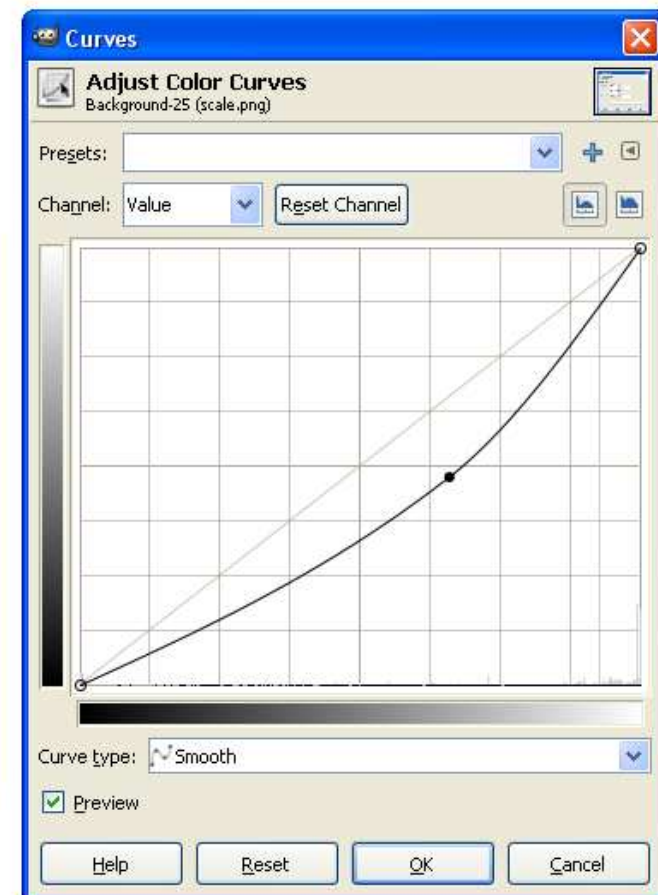 Curves
Adjust Color Curves
Background-25 (scale.png)
Presets:
Channel: Value Reset Channel
Curve type: Smooth
Preview
Help Reset OK Cancel